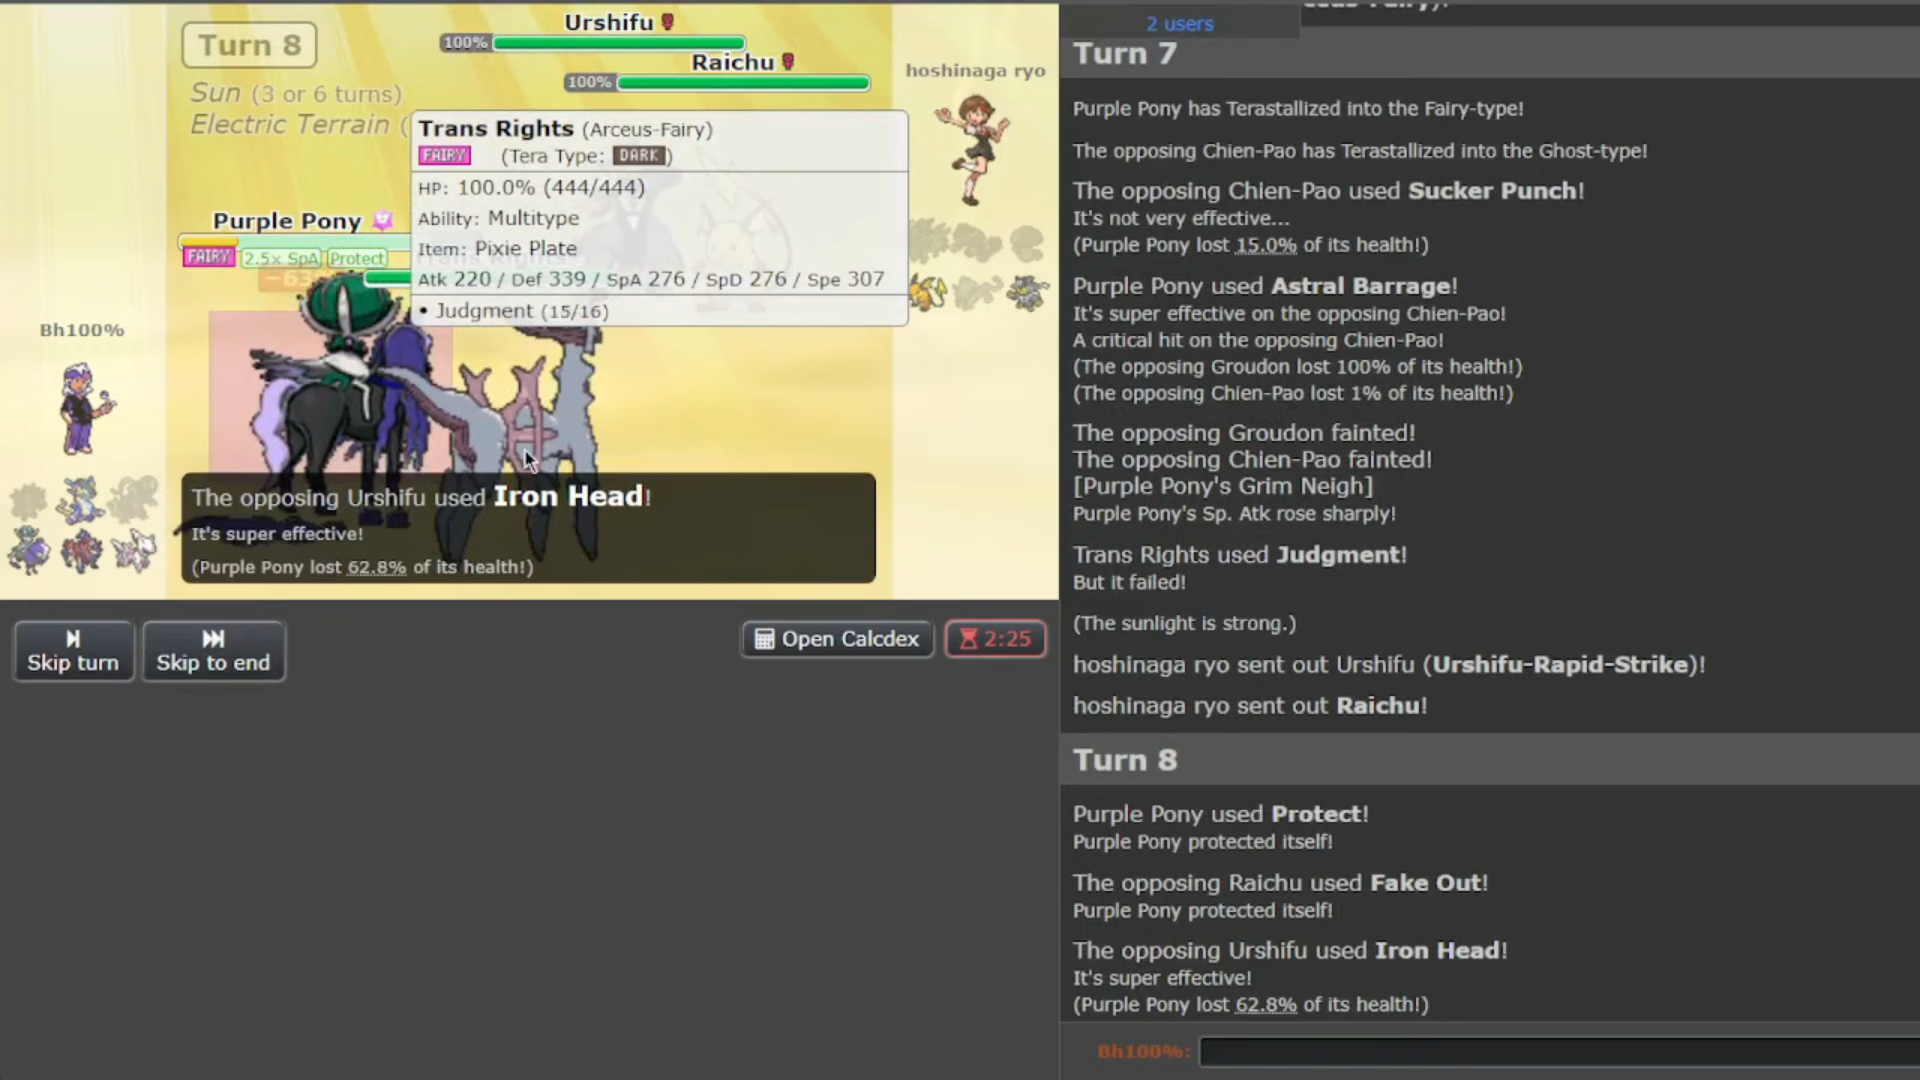 Turn 8
Sun (3 or 6 turns)
Electric Terrain (
Urshifu
100%
Raichu
100%
hoshinaga ryo
Trans Rights (Arceus-Fairy)
FAIRY (Tera Type: DARK)
HP: 100.0% (444/444)
Ability: Multitype
Item: Pixie Plate
Atk 220 / Def 339 / SpA 276 / SpD 276 / Spe 307
• Judgment (15/16)
Purple Pony
FAIRY 2.5× SpA Protect
Bh100%
The opposing Urshifu used Iron Head!
It's super effective!
(Purple Pony lost 62.8% of its health!)
Skip turn
Skip to end
Open Calcdex
2:25
2 users
Turn 7
Purple Pony has Terastallized into the Fairy-type!
The opposing Chien-Pao has Terastallized into the Ghost-type!
The opposing Chien-Pao used Sucker Punch!
It's not very effective...
(Purple Pony lost 15.0% of its health!)
Purple Pony used Astral Barrage!
It's super effective on the opposing Chien-Pao!
A critical hit on the opposing Chien-Pao!
(The opposing Groudon lost 100% of its health!)
(The opposing Chien-Pao lost 1% of its health!)
The opposing Groudon fainted!
The opposing Chien-Pao fainted!
[Purple Pony's Grim Neigh]
Purple Pony's Sp. Atk rose sharply!
Trans Rights used Judgment!
But it failed!
(The sunlight is strong.)
hoshinaga ryo sent out Urshifu (Urshifu-Rapid-Strike)!
hoshinaga ryo sent out Raichu!
Turn 8
Purple Pony used Protect!
Purple Pony protected itself!
The opposing Raichu used Fake Out!
Purple Pony protected itself!
The opposing Urshifu used Iron Head!
It's super effective!
(Purple Pony lost 62.8% of its health!)
Bh100%: